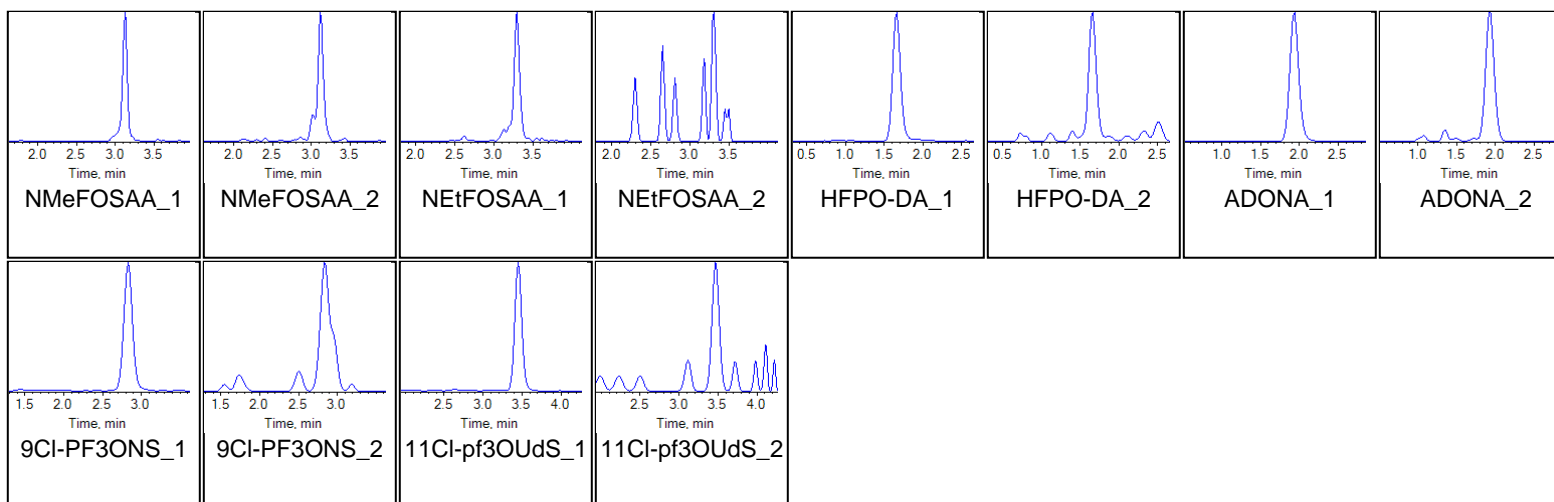 2.0 3.0 3.5 2.0 3.0 3.5 2.0 2.5 3.0 3.5 2.0 2.5 3.0 3.5 0.5 1.0 1.5 2.0 2.5 0.5 1.0 1.5 2.0 2.5 1.0 1.5 2.0 2.5 1.0 1.5 2.0 2.5
Time, min Time, min Time, min Time, min Time, min Time, min Time, min Time, min
NMeFOSAA_1 NMeFOSAA_2 NEtFOSAA_1 NEtFOSAA_2 HFPO-DA_1 HFPO-DA_2 ADONA_1 ADONA_2
1.5 2.0 2.5 3.0 1.5 2.0 2.5 3.0 2.5 3.0 3.5 4.0 2.5 3.0 3.5 4.0
Time, min Time, min Time, min Time, min
9Cl-PF3ONS_1 9Cl-PF3ONS_2 11Cl-pf3OUdS_1 11Cl-pf3OUdS_2